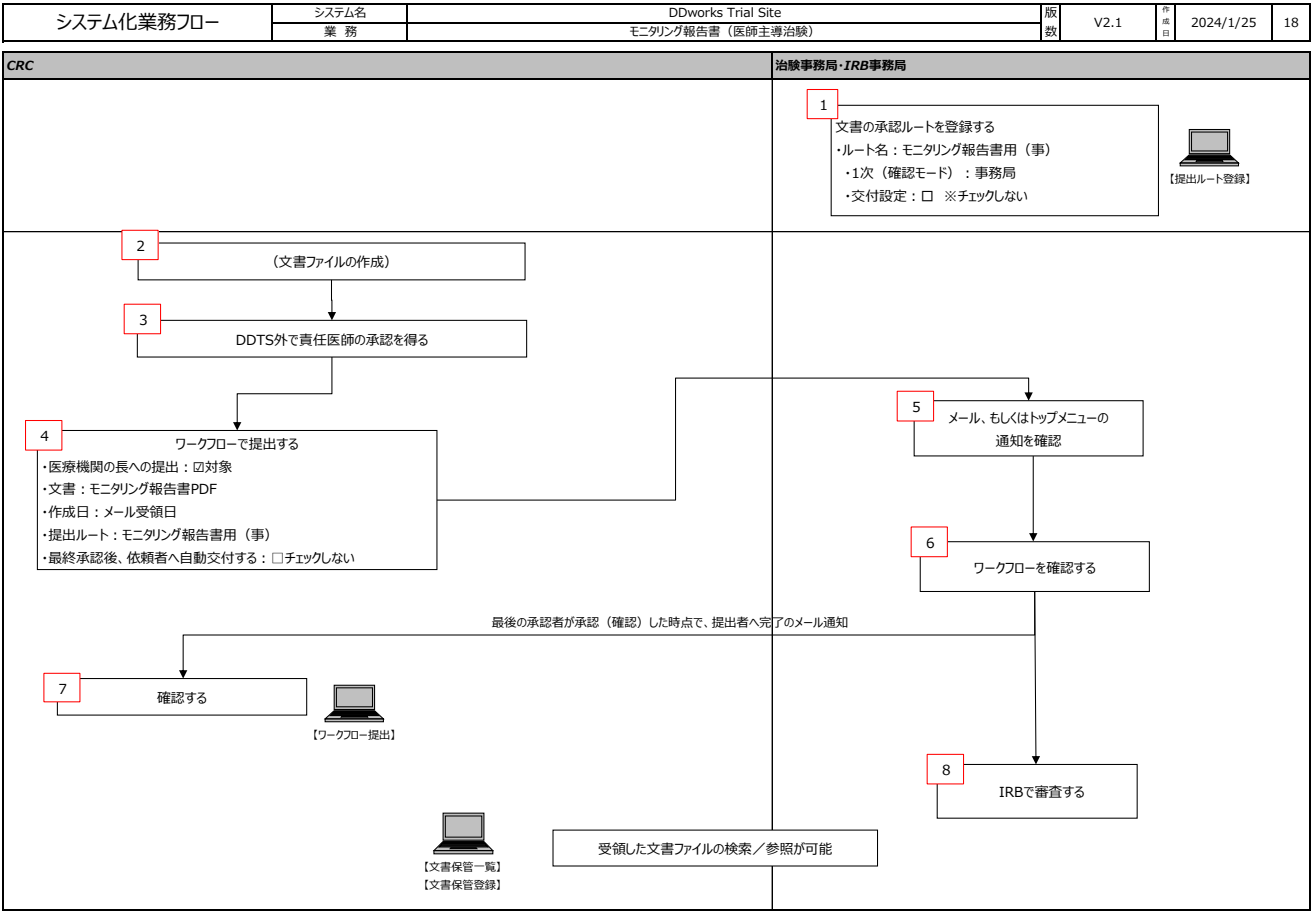 システム化業務フロー
システム名
DDworks Trial Site
版数
V2.1
作成日
2024/1/25
18
業 務
モニタリング報告書（医師主導治験）
CRC
治験事務局・IRB事務局
1
文書の承認ルートを登録する
・ルート名：モニタリング報告書用（事）
・1次（確認モード）：事務局
・交付設定：☐ ※チェックしない
【提出ルート登録】
2
（文書ファイルの作成）
3
DDTS外で責任医師の承認を得る
4
ワークフローで提出する
・医療機関の長への提出：☑対象
・文書：モニタリング報告書PDF
・作成日：メール受領日
・提出ルート：モニタリング報告書用（事）
・最終承認後、依頼者へ自動交付する：☐チェックしない
5
メール、もしくはトップメニューの
通知を確認
6
ワークフローを確認する
最後の承認者が承認（確認）した時点で、提出者へ完了のメール通知
7
確認する
【ワークフロー提出】
8
IRBで審査する
受領した文書ファイルの検索／参照が可能
【文書保管一覧】
【文書保管登録】